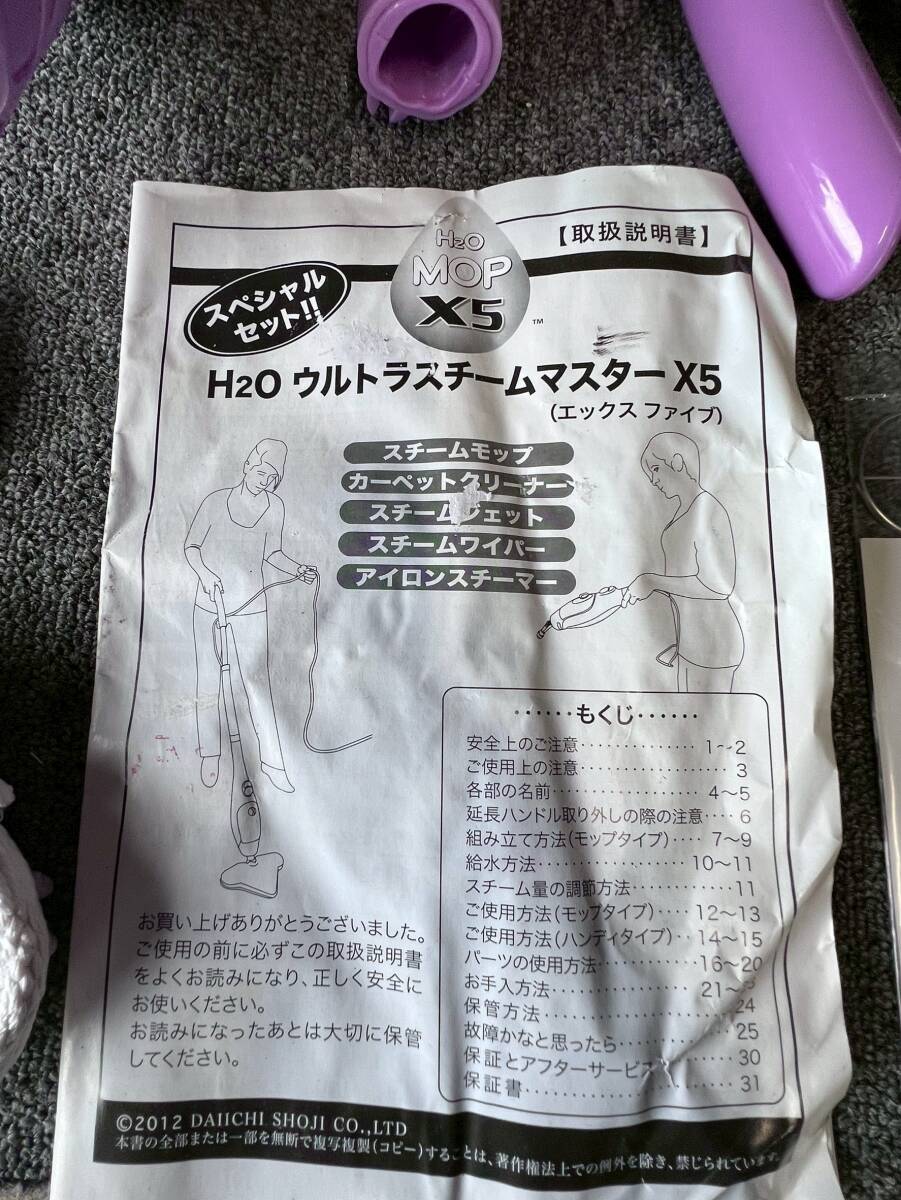 【取扱説明書】
H2O
MOP
X5
™
スペシャル
セット!!
H2O ウルトラスチームマスター X5
(エックス ファイブ)
スチームモップ
カーペットクリーナー
スチームジェット
スチームワイパー
アイロンスチーマー
······もくじ······
安全上のご注意·············· 1～2
ご使用上の注意·················· 3
各部の名前·················· 4～5
延長ハンドル取り外しの際の注意···· 6
組み立て方法(モップタイプ)···· 7～9
給水方法·················· 10～11
スチーム量の調節方法············11
ご使用方法(モップタイプ)···· 12～13
ご使用方法(ハンディタイプ)·· 14～15
パーツの使用方法············ 16～20
お手入方法················ 21～
保管方法·················· 24
故障かなと思ったら·············· 25
保証とアフターサービス········ 30
保証書························ 31
お買い上げありがとうございました。
ご使用の前に必ずこの取扱説明書
をよくお読みになり、正しく安全に
お使いください。
お読みになったあとは大切に保管
してください。
©2012 DAIICHI SHOJI CO.,LTD
本書の全部または一部を無断で複写複製(コピー)することは、著作権法上での例外を除き、禁じられています。